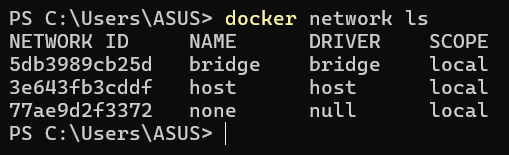 PS C:\Users\ASUS> docker network ls
NETWORK ID     NAME      DRIVER    SCOPE
5db3989cb25d   bridge    bridge    local
3e643fb3cddf   host      host      local
77ae9d2f3372   none      null      local
PS C:\Users\ASUS>